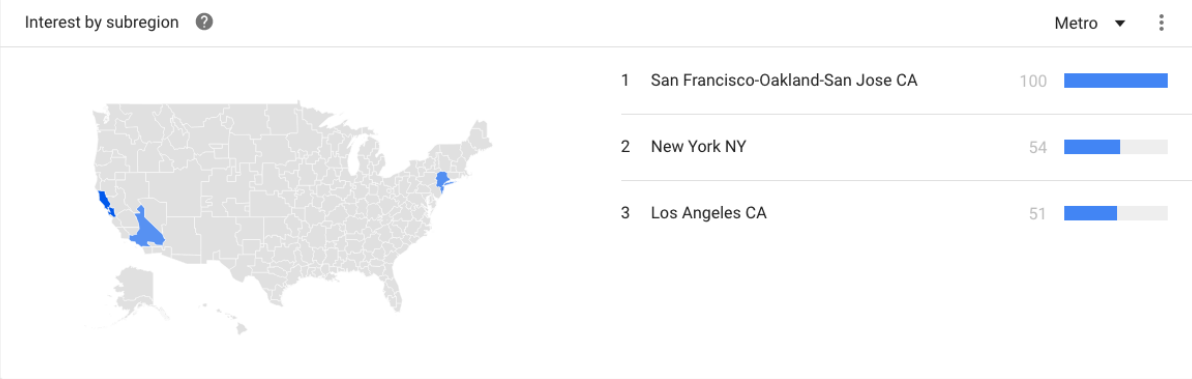 Interest by subregion ?
Metro
1 San Francisco-Oakland-San Jose CA 100
2 New York NY 54
3 Los Angeles CA 51